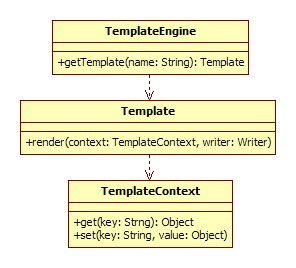 TemplateEngine
+getTemplate(name: String): Template
Template
+render(context: TemplateContext, writer: Writer)
TemplateContext
+get(key: Strng): Object
+set(key: String, value: Object)